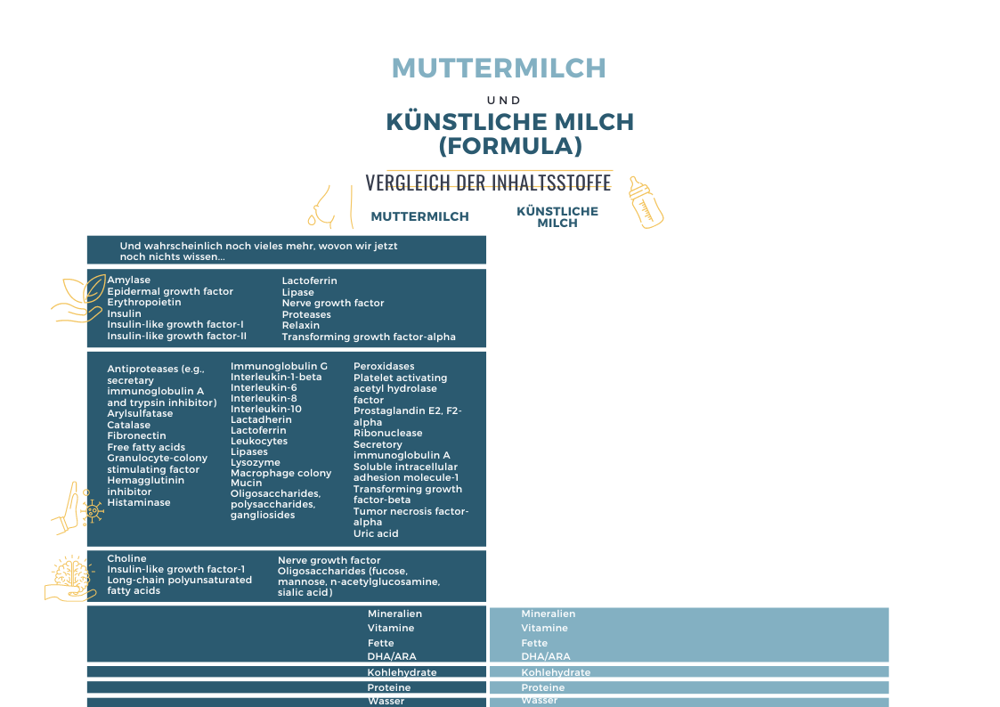 MUTTERMILCH
UND
KÜNSTLICHE MILCH
(FORMULA)
VERGLEICH DER INHALTSSTOFFE
MUTTERMILCH
KÜNSTLICHE
MILCH
Und wahrscheinlich noch vieles mehr, wovon wir jetzt
noch nichts wissen...
Amylase
Epidermal growth factor
Erythropoietin
Insulin
Insulin-like growth factor-I
Insulin-like growth factor-II
Lactoferrin
Lipase
Nerve growth factor
Proteases
Relaxin
Transforming growth factor-alpha
Antiproteases (e.g.,
secretary
immunoglobulin A
and trypsin inhibitor)
Arylsulfatase
Catalase
Fibronectin
Free fatty acids
Granulocyte-colony
stimulating factor
Hemagglutinin
inhibitor
Histaminase
Immunoglobulin G
Interleukin-1-beta
Interleukin-6
Interleukin-8
Interleukin-10
Lactadherin
Lactoferrin
Leukocytes
Lipases
Lysozyme
Macrophage colony
Mucin
Oligosaccharides,
polysaccharides,
gangliosides
Peroxidases
Platelet activating
acetyl hydrolase
factor
Prostaglandin E2, F2-
alpha
Ribonuclease
Secretory
immunoglobulin A
Soluble intracellular
adhesion molecule-1
Transforming growth
factor-beta
Tumor necrosis factor-
alpha
Uric acid
Choline
Insulin-like growth factor-1
Long-chain polyunsaturated
fatty acids
Nerve growth factor
Oligosaccharides (fucose,
mannose, n-acetylglucosamine,
sialic acid)
Mineralien
Vitamine
Fette
DHA/ARA
Kohlehydrate
Proteine
Wasser
Mineralien
Vitamine
Fette
DHA/ARA
Kohlehydrate
Proteine
Wasser